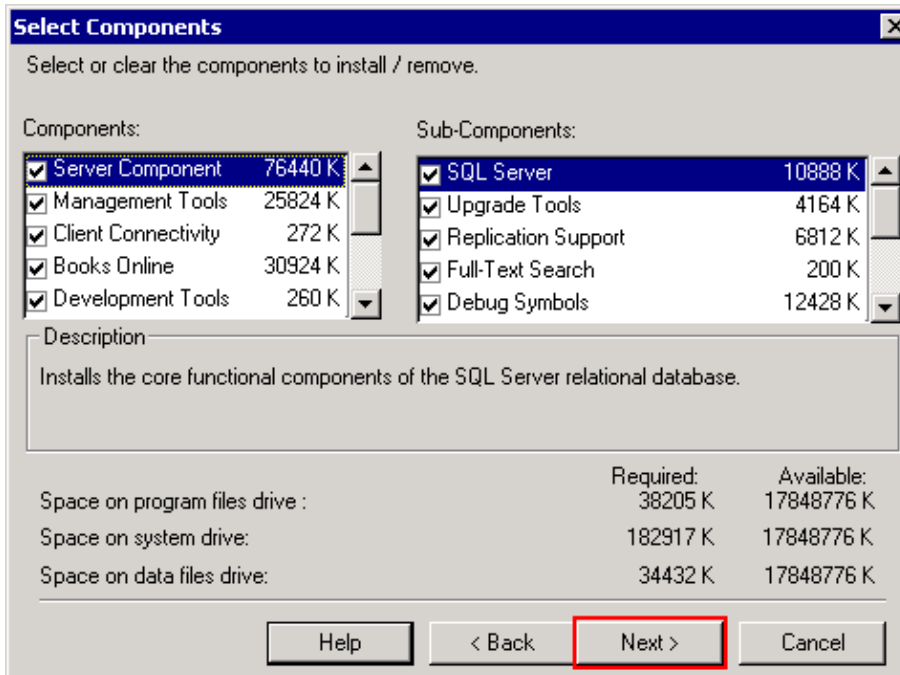 Select Components
Select or clear the components to install / remove.
Components:
Server Component 76440 K
Management Tools 25824 K
Client Connectivity 272 K
Books Online 30924 K
Development Tools 260 K
Sub-Components:
SQL Server 10888 K
Upgrade Tools 4164 K
Replication Support 6812 K
Full-Text Search 200 K
Debug Symbols 12428 K
Description
Installs the core functional components of the SQL Server relational database.
Required: Available:
Space on program files drive : 38205 K 17848776 K
Space on system drive: 182917 K 17848776 K
Space on data files drive: 34432 K 17848776 K
Help < Back Next > Cancel